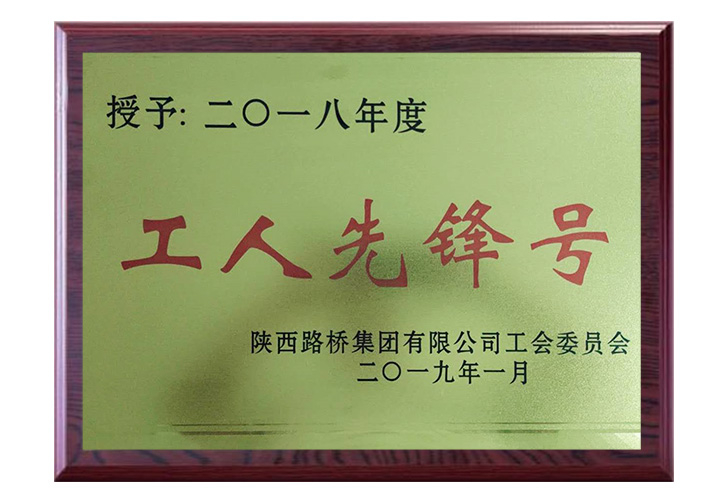 授予: 二〇一八年度
工人先锋号
陕西路桥集团有限公司工会委员会
二〇一九年一月